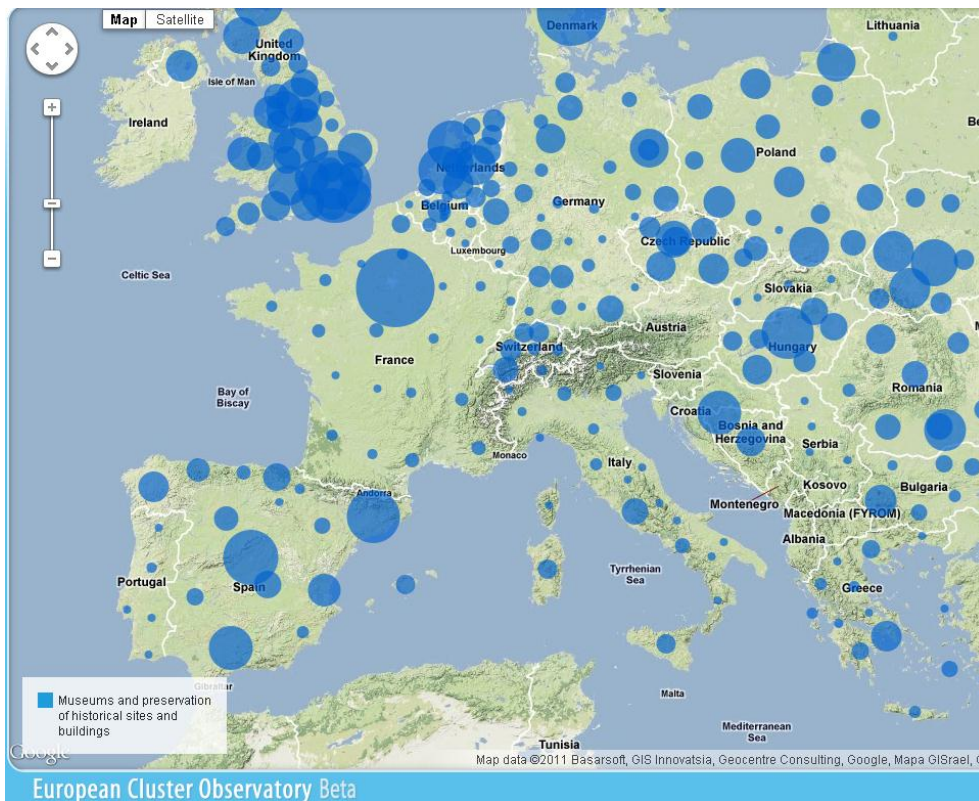 Map
Satellite
Denmark
Lithuania
United
Kingdom
Isle of Man
Ireland
Netherlands
Poland
Belgium
Germany
Luxembourg
Czech Republic
Celtic Sea
Slovakia
Austria
Hungary
Switzerland
France
Slovenia
Romania
Bay of
Biscay
Croatia
Bosnia and
Herzegovina
Serbia
Monaco
Italy
Andorra
Kosovo
Bulgaria
Montenegro
Macedonia (FYROM)
Albania
Portugal
Spain
Tyrrhenian
Sea
Greece
Gibraltar
Malta
Museums and preservation
of historical sites and
buildings
Mediterranean
Sea
Tunisia
Google
Map data ©2011 Basarsoft, GIS Innovatsia, Geocentre Consulting, Google, Mapa GISrael,
European Cluster Observatory Beta